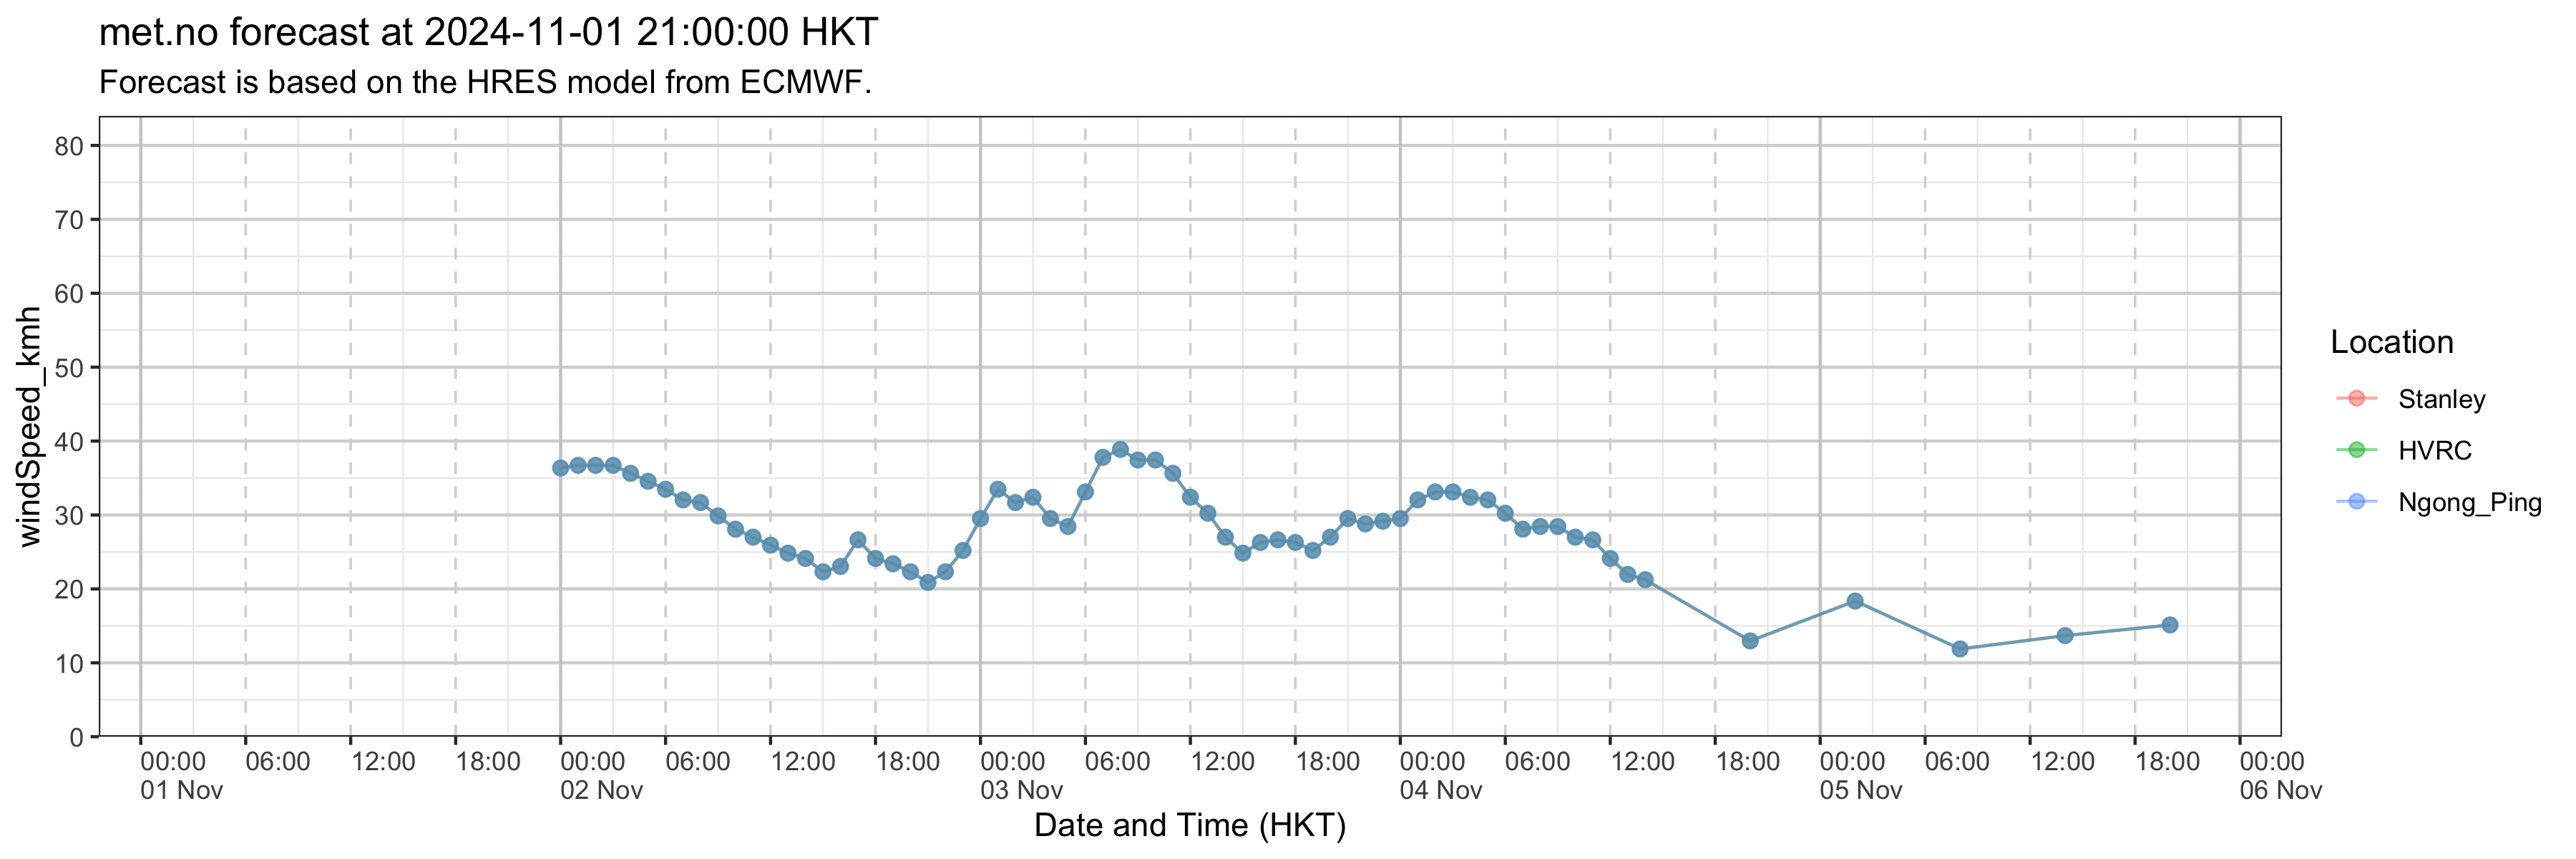 met.no forecast at 2024-11-01 21:00:00 HKT
Forecast is based on the HRES model from ECMWF.
windSpeed_kmh
80
70
60
50
40
30
20
10
0
00:00 06:00 12:00 18:00 00:00 06:00 12:00 18:00 00:00 06:00 12:00 18:00 00:00 06:00 12:00 18:00 00:00 06:00 12:00 18:00 00:00
01 Nov 02 Nov 03 Nov 04 Nov 05 Nov 06 Nov
Date and Time (HKT)
Location
Stanley
HVRC
Ngong_Ping